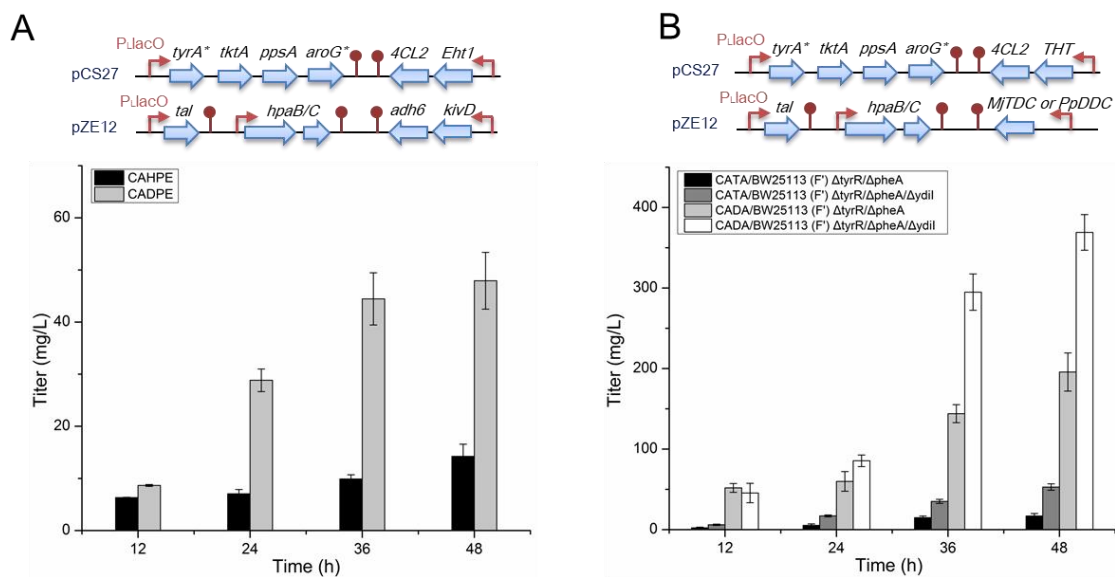 A
PLlacO tyrA* tktA ppsA aroG* 4CL2 Eht1
pCS27
PLlacO tal hpaB/C adh6 kivD
pZE12
CAHPE
CADPE
Titer (mg/L)
60
40
20
0
12 24 36 48
Time (h)
B
PLlacO tyrA* tktA ppsA aroG* 4CL2 THT
pCS27
PLlacO tal hpaB/C MjTDC or PpDDC
pZE12
CATA/BW25113 (F') ΔtyrR/ΔpheA
CATA/BW25113 (F') ΔtyrR/ΔpheA/ΔydiI
CADA/BW25113 (F') ΔtyrR/ΔpheA
CADA/BW25113 (F') ΔtyrR/ΔpheA/ΔydiI
Titer (mg/L)
400
300
200
100
0
12 24 36 48
Time (h)